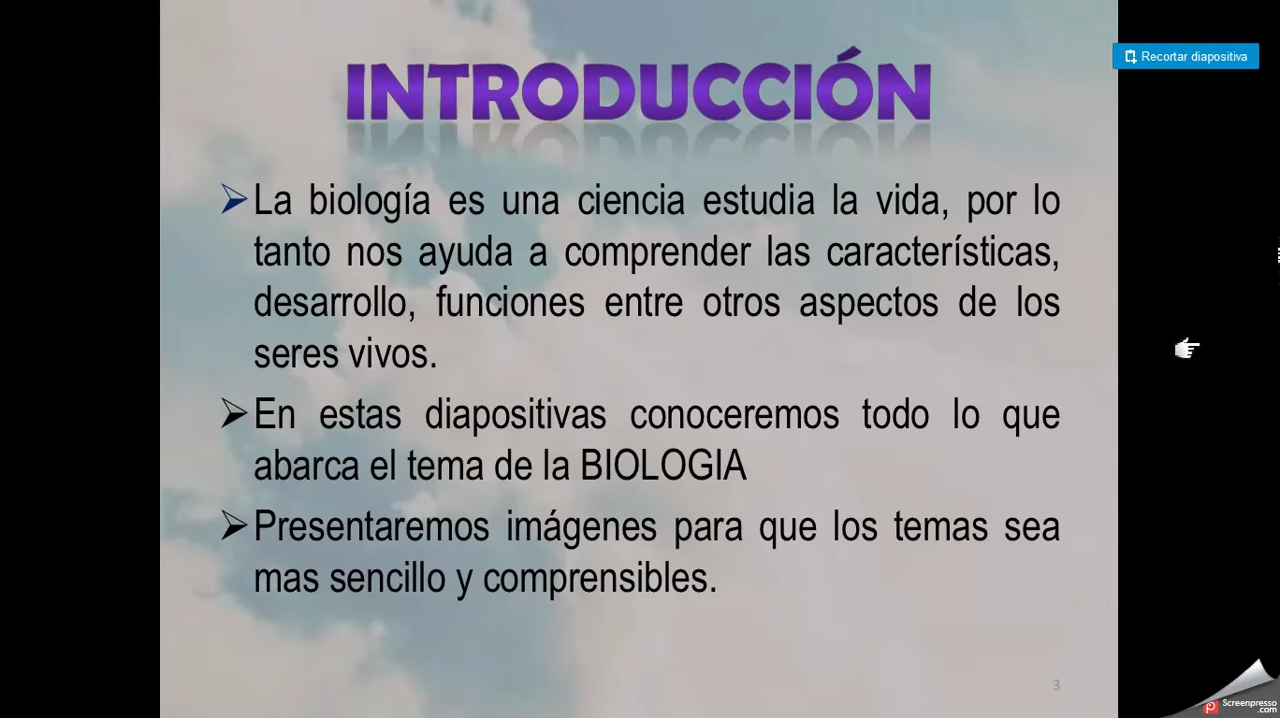 INTRODUCCIÓN
Recortar diapositiva
➢La biología es una ciencia estudia la vida, por lo
tanto nos ayuda a comprender las características,
desarrollo, funciones entre otros aspectos de los
seres vivos.
➢En estas diapositivas conoceremos todo lo que
abarca el tema de la BIOLOGIA
➢Presentaremos imágenes para que los temas sea
mas sencillo y comprensibles.
3
Screenpresso
.com